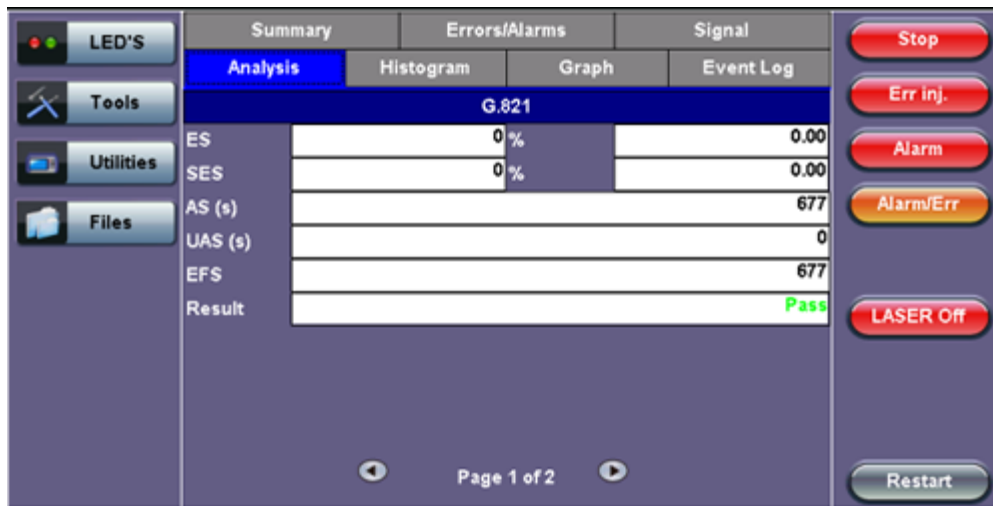 LED'S
Tools
Utilities
Files
Summary Errors/Alarms Signal
Analysis Histogram Graph Event Log
G.821
ES 0 % 0.00
SES 0 % 0.00
AS (s) 677
UAS (s) 0
EFS 677
Result Pass
Page 1 of 2
Stop
Err inj.
Alarm
Alarm/Err
LASER Off
Restart